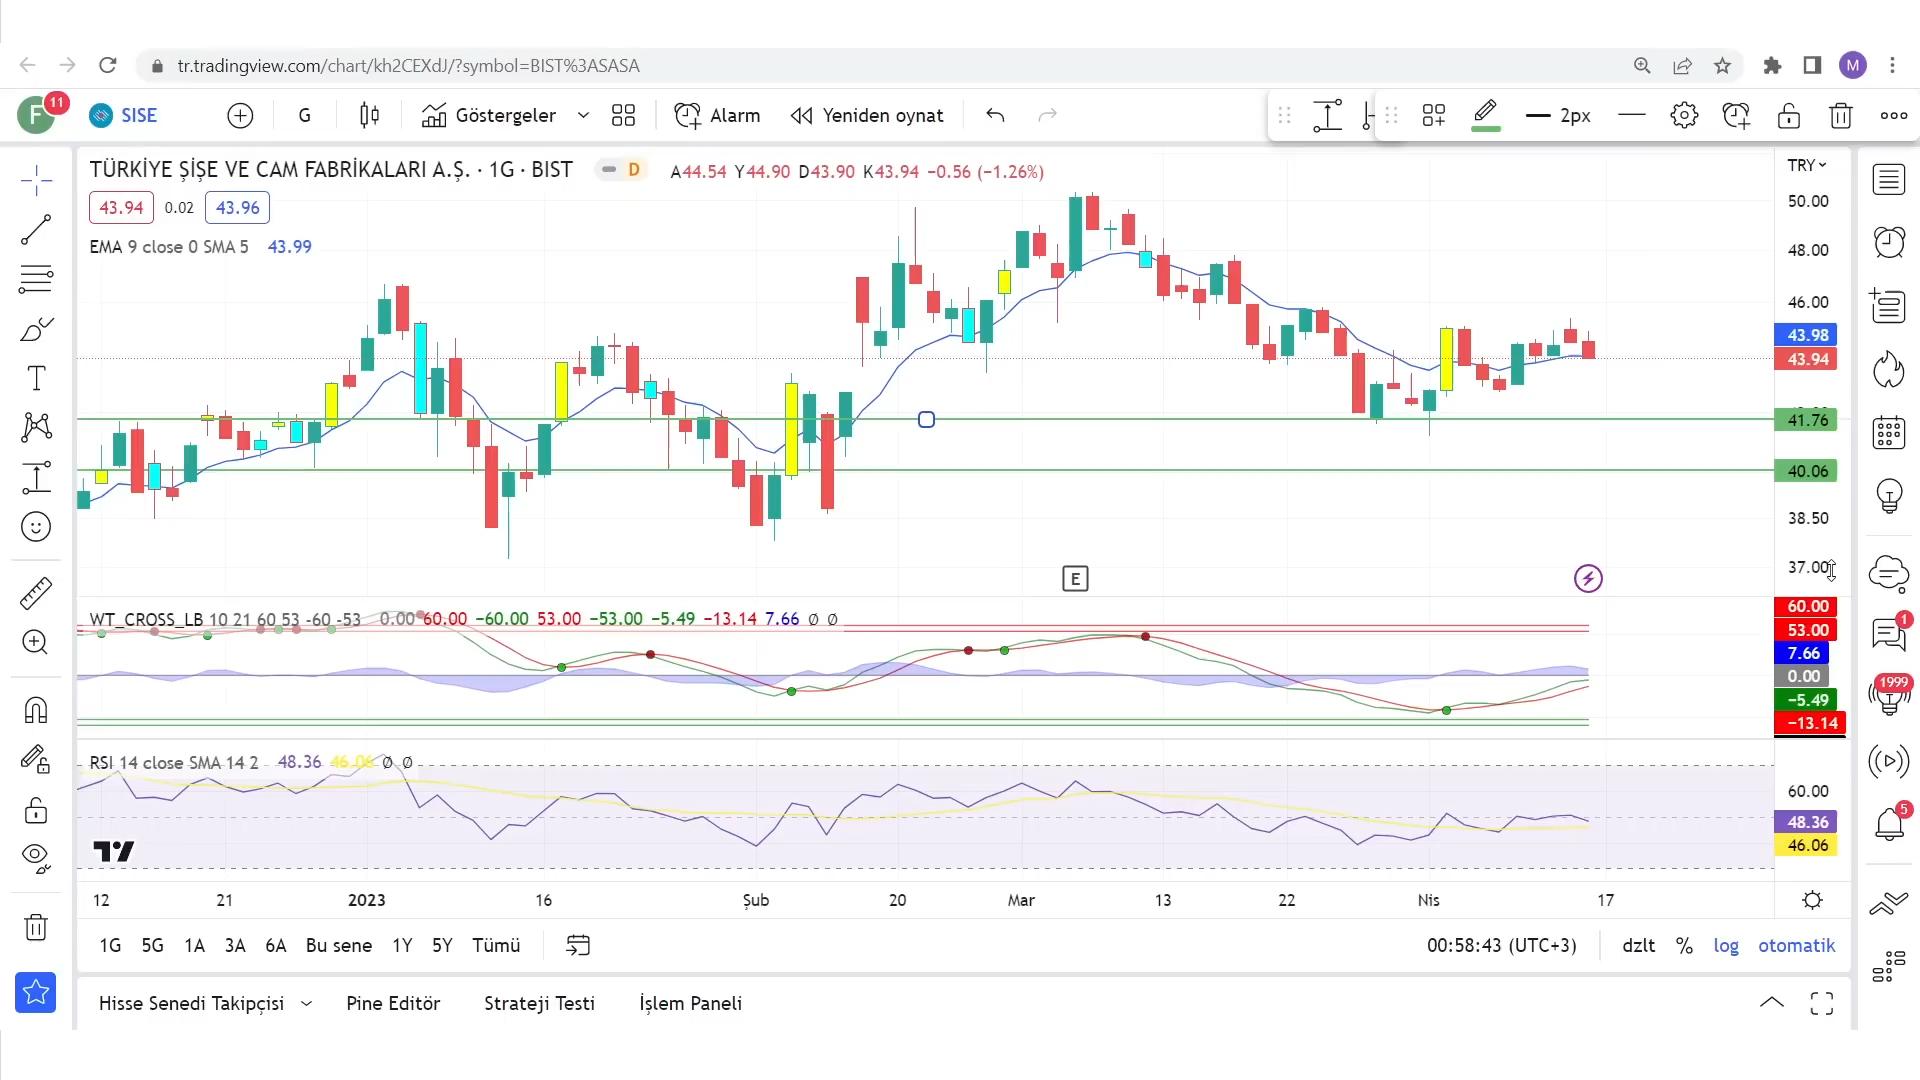 tr.tradingview.com/chart/kh2CEXdJ/?symbol=BIST%3ASASA
M
F
11
SISE
G
Göstergeler
Alarm
Yeniden oynat
2px
TÜRKİYE ŞİŞE VE CAM FABRİKALARI A.Ş. · 1G · BIST
D
A44.54 Y44.90 D43.90 K43.94 −0.56 (−1.26%)
TRY
43.94
0.02
43.96
EMA 9 close 0 SMA 5 43.99
50.00
48.00
46.00
43.98
43.94
41.76
40.06
38.50
37.00
E
WT_CROSS_LB 10 21 60 53 -60 -53 0.00 60.00 −60.00 53.00 −53.00 −5.49 −13.14 7.66 Ø Ø
60.00
53.00
7.66
0.00
−5.49
−13.14
RSI 14 close SMA 14 2 48.36 46.06 Ø Ø
60.00
48.36
46.06
12 21 2023 16 Şub 20 Mar 13 22 Nis 17
1G 5G 1A 3A 6A Bu sene 1Y 5Y Tümü
00:58:43 (UTC+3)
dzlt % log otomatik
Hisse Senedi Takipçisi
Pine Editör
Strateji Testi
İşlem Paneli
1
1999
5